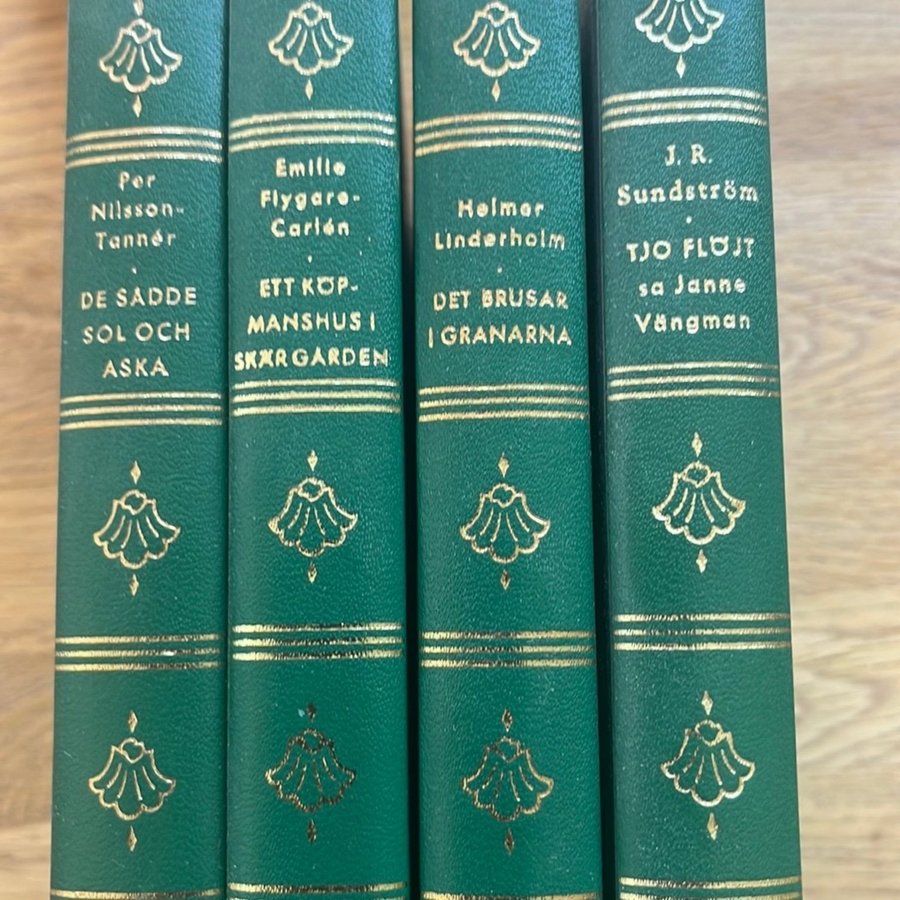 Per
Nilsson-
Tannér
·
DE SÅDDE
SOL OCH
ASKA
Emilie
Flygare-
Carlén
·
ETT KÖP-
MANSHUS I
SKÄRGÅRDEN
Helmer
Linderholm
·
DET BRUSAR
I GRANARNA
J. R.
Sundström
·
TJO FLÖJT
sa Janne
Vängman